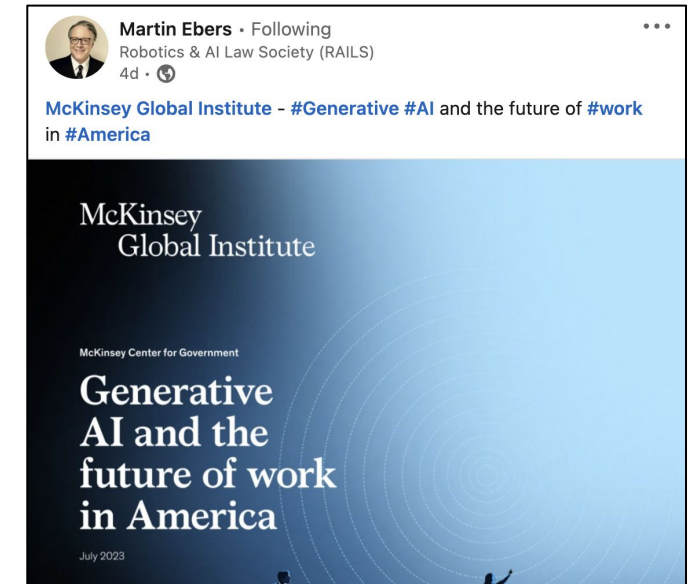 Martin Ebers • Following
Robotics & AI Law Society (RAILS)
4d •
McKinsey Global Institute - #Generative #AI and the future of #work
in #America
McKinsey
Global Institute
McKinsey Center for Government
Generative
AI and the
future of work
in America
July 2023